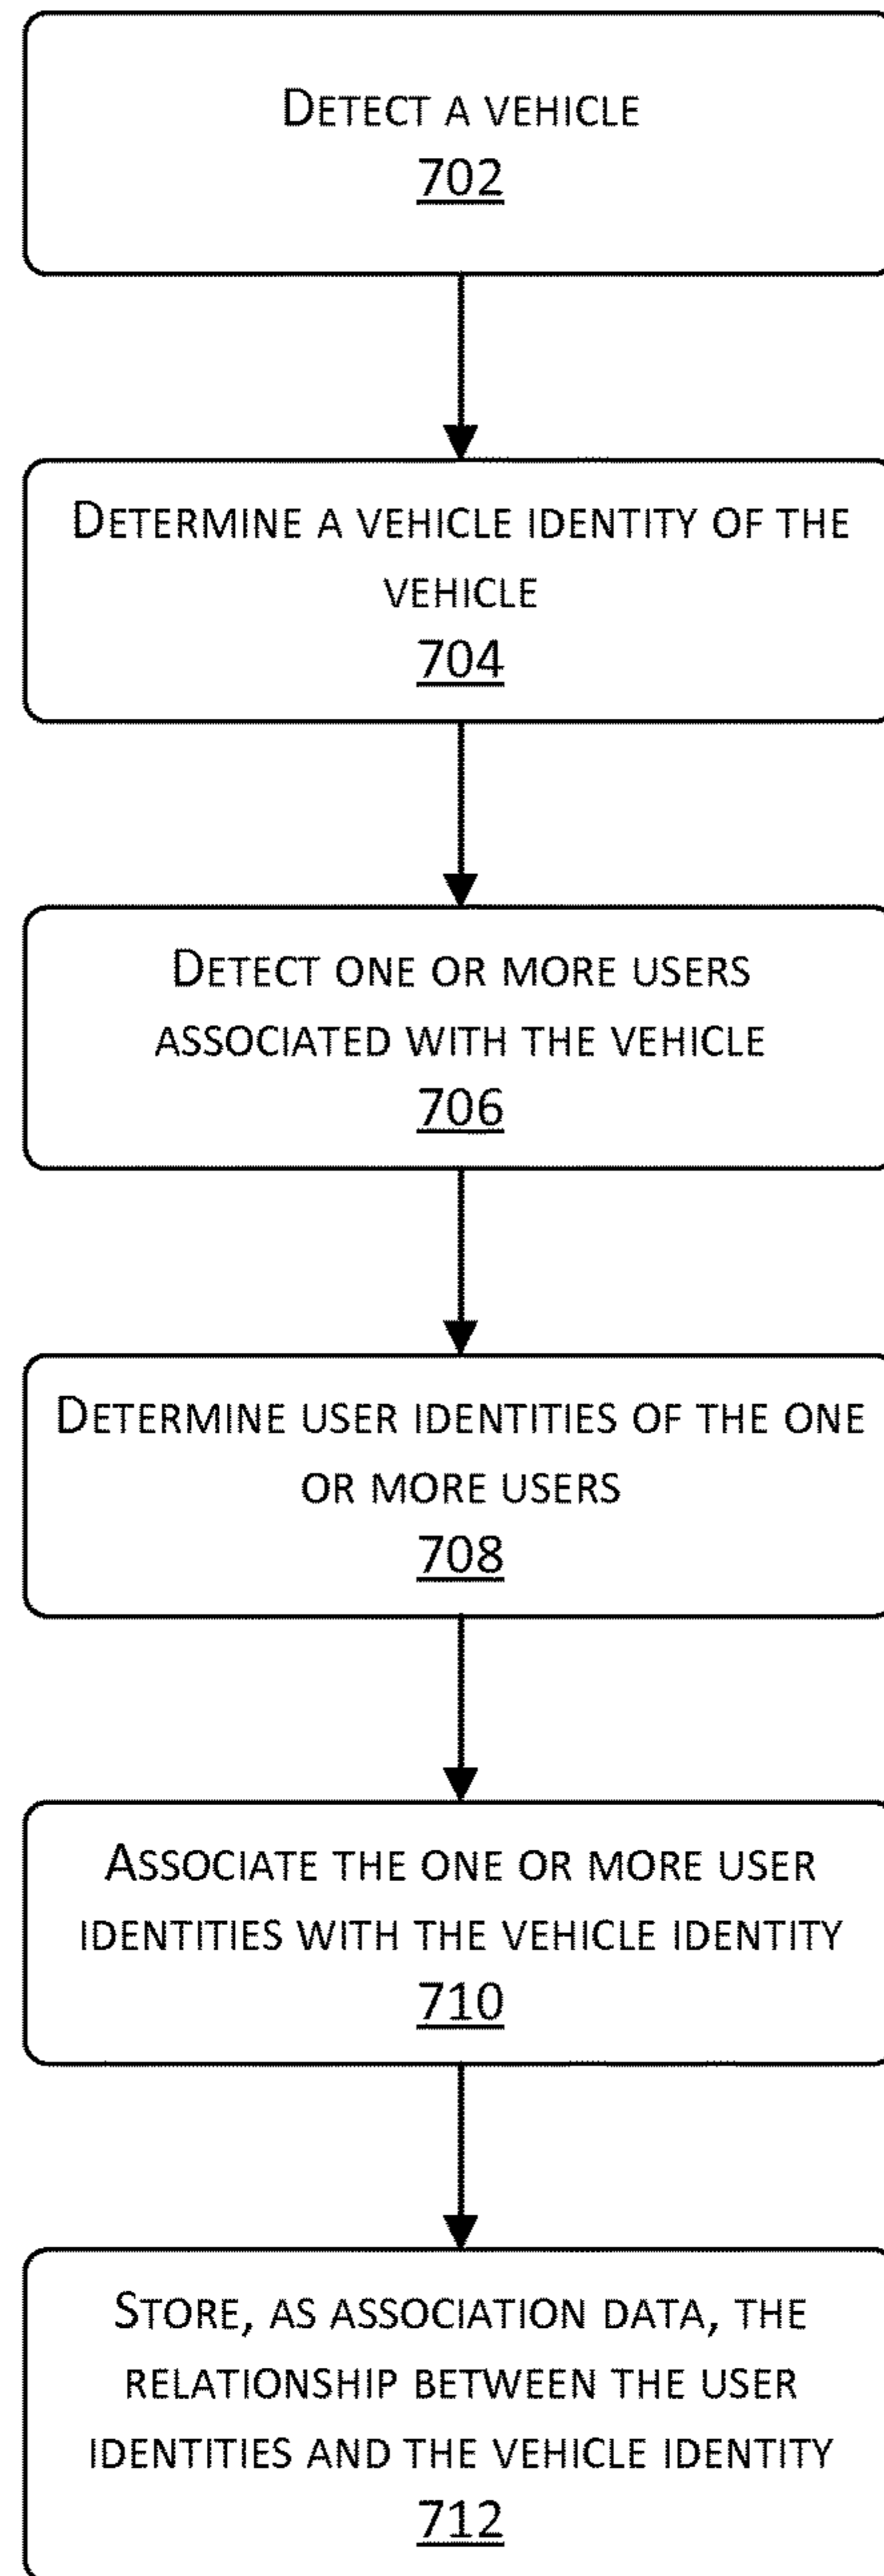 DETECT A VEHICLE
702
DETERMINE A VEHICLE IDENTITY OF THE
VEHICLE
704
DETECT ONE OR MORE USERS
ASSOCIATED WITH THE VEHICLE
706
DETERMINE USER IDENTITIES OF THE ONE
OR MORE USERS
708
ASSOCIATE THE ONE OR MORE USER
IDENTITIES WITH THE VEHICLE IDENTITY
710
STORE, AS ASSOCIATION DATA, THE
RELATIONSHIP BETWEEN THE USER
IDENTITIES AND THE VEHICLE IDENTITY
712